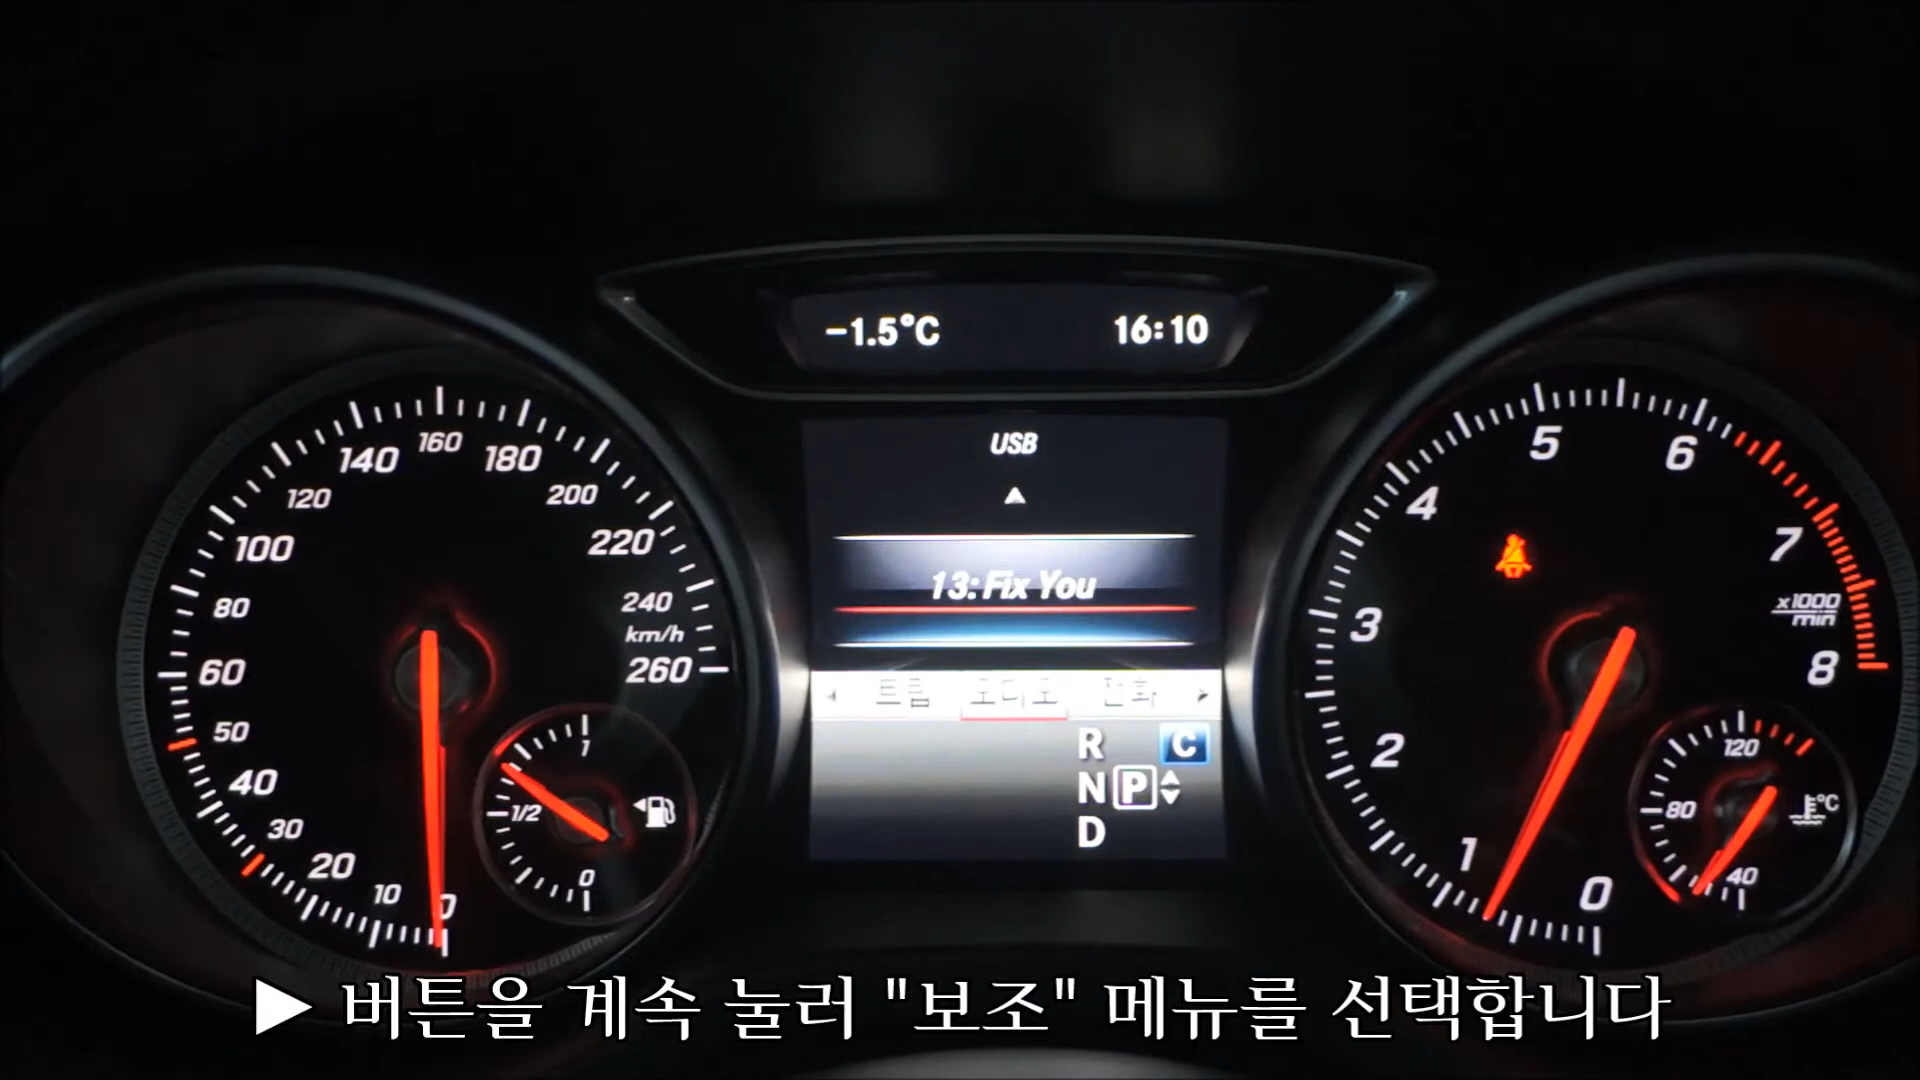 -1.5°C 16:10
USB
▲
13: Fix You
◂ 트립 오디오 전화 ▸
R C
N P
D
0 10 20 30 40 50 60 80 100 120 140 160 180 200 220 240 260
km/h
1 1/2 0
0 1 2 3 4 5 6 7 8
x1000
min
120 80 40 °C
▶ 버튼을 계속 눌러 "보조" 메뉴를 선택합니다